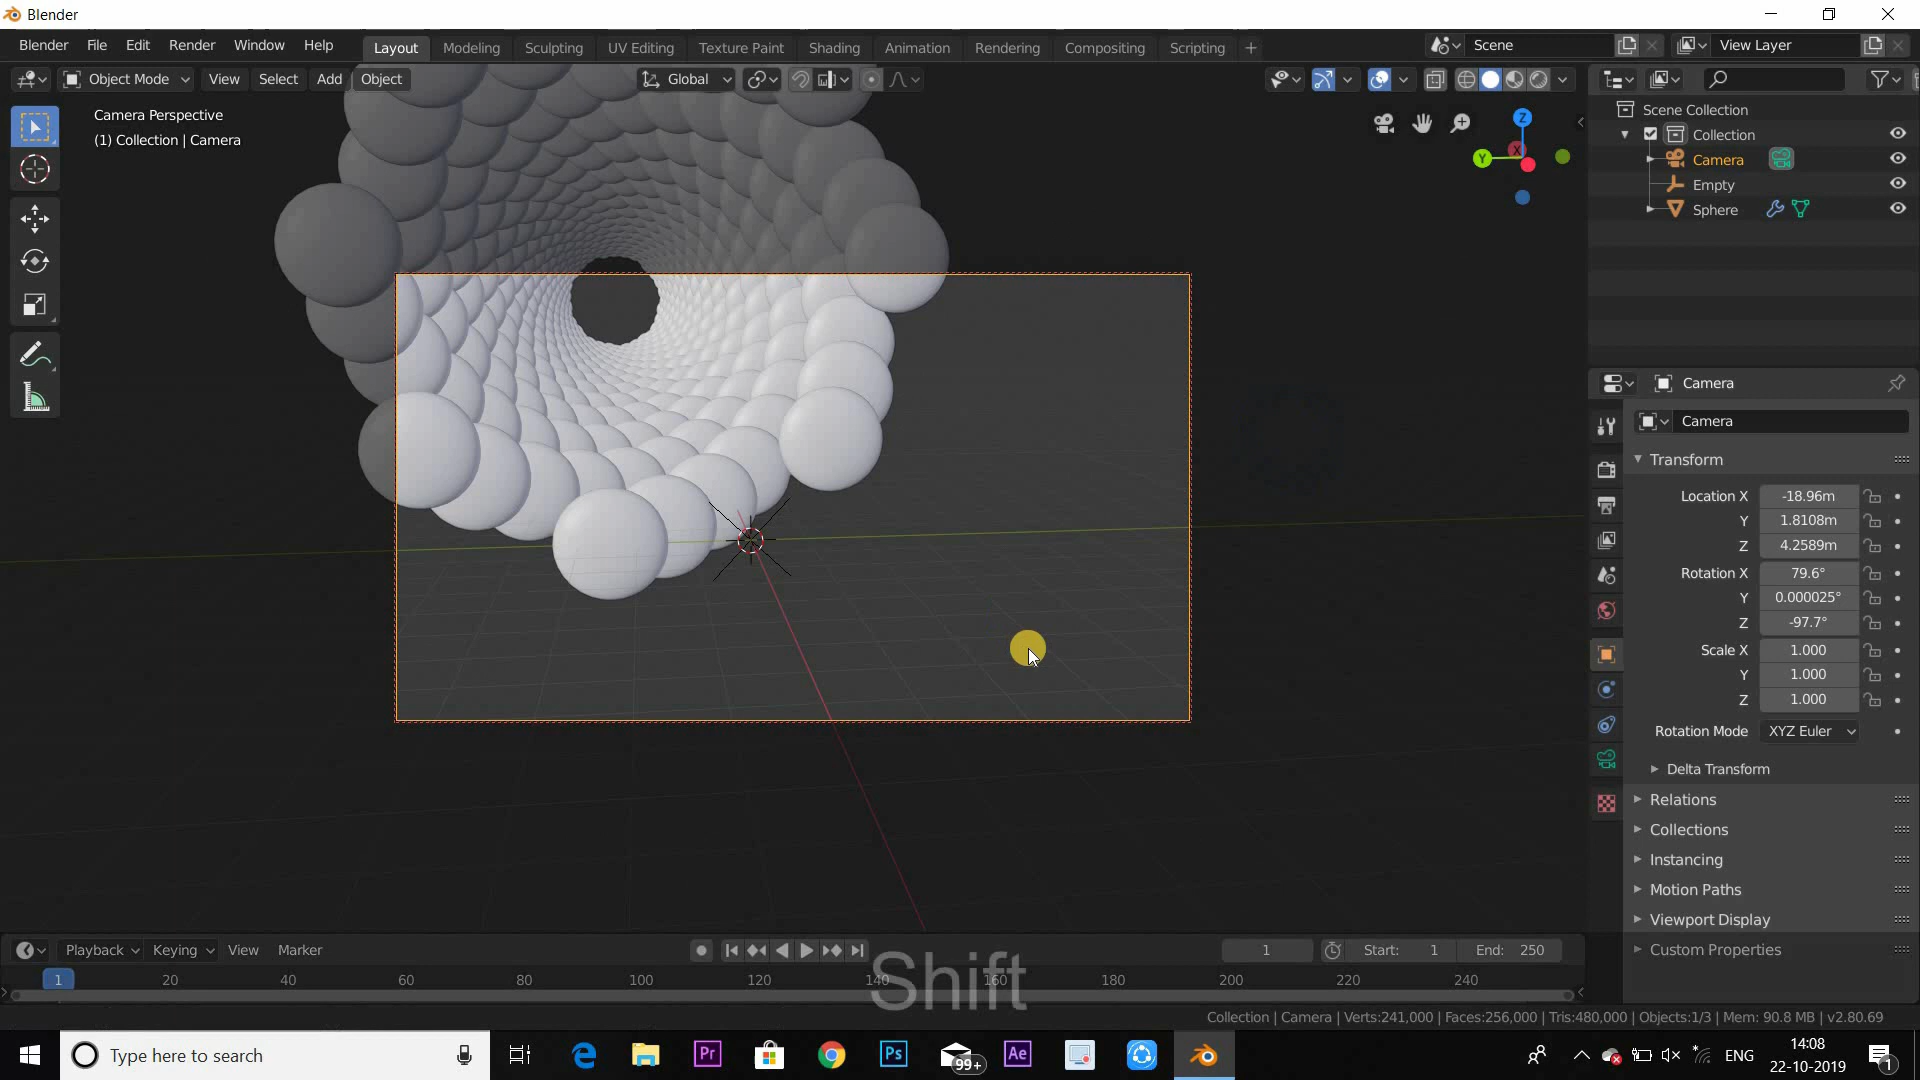 Blender
Blender File Edit Render Window Help Layout Modeling Sculpting UV Editing Texture Paint Shading Animation Rendering Compositing Scripting + Scene View Layer
Object Mode View Select Add Object Global
Camera Perspective
(1) Collection | Camera
Z
Y
X
Scene Collection
Collection
Camera
Empty
Sphere
Camera
Camera
Transform
Location X -18.96m
Y 1.8108m
Z 4.2589m
Rotation X 79.6°
Y 0.000025°
Z -97.7°
Scale X 1.000
Y 1.000
Z 1.000
Rotation Mode XYZ Euler
Delta Transform
Relations
Collections
Instancing
Motion Paths
Viewport Display
Custom Properties
Playback Keying View Marker 1 Start: 1 End: 250
1 20 40 60 80 100 120 140 160 180 200 220 240
Shift
Collection | Camera | Verts:241,000 | Faces:256,000 | Tris:480,000 | Objects:1/3 | Mem: 90.8 MB | v2.80.69
Type here to search
Pr
Ps
99+
Ae
ENG
14:08
22-10-2019
1